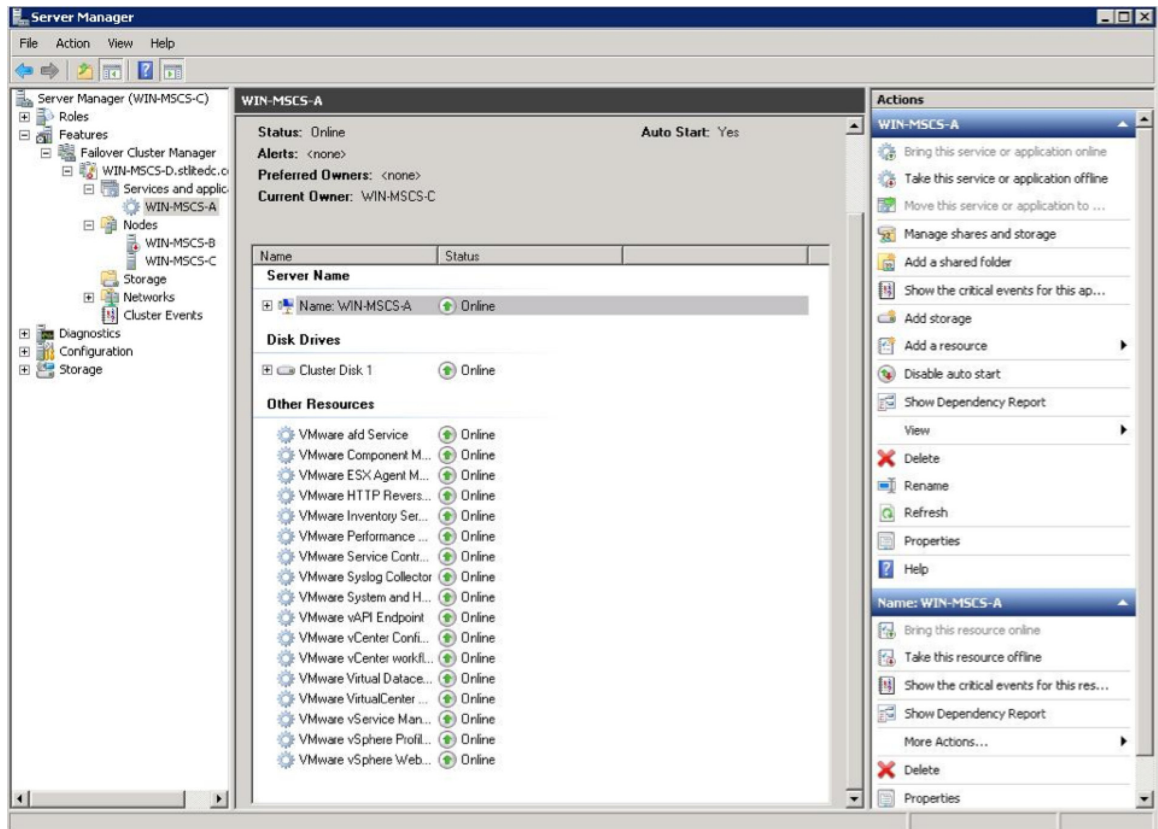 Server Manager
File Action View Help
Server Manager (WIN-MSCS-C)
Roles
Features
Failover Cluster Manager
WIN-MSCS-D.stlitedc.c
Services and applic
WIN-MSCS-A
Nodes
WIN-MSCS-B
WIN-MSCS-C
Storage
Networks
Cluster Events
Diagnostics
Configuration
Storage
WIN-MSCS-A
Status: Online Auto Start: Yes
Alerts: <none>
Preferred Owners: <none>
Current Owner: WIN-MSCS-C
Name Status
Server Name
Name: WIN-MSCS-A Online
Disk Drives
Cluster Disk 1 Online
Other Resources
VMware afd Service Online
VMware Component M... Online
VMware ESX Agent M... Online
VMware HTTP Revers... Online
VMware Inventory Ser... Online
VMware Performance ... Online
VMware Service Contr... Online
VMware Syslog Collector Online
VMware System and H... Online
VMware vAPI Endpoint Online
VMware vCenter Confi... Online
VMware vCenter workfl... Online
VMware Virtual Datace... Online
VMware VirtualCenter ... Online
VMware vService Man... Online
VMware vSphere Profil... Online
VMware vSphere Web... Online
Actions
WIN-MSCS-A
Bring this service or application online
Take this service or application offline
Move this service or application to ...
Manage shares and storage
Add a shared folder
Show the critical events for this ap...
Add storage
Add a resource
Disable auto start
Show Dependency Report
View
Delete
Rename
Refresh
Properties
Help
Name: WIN-MSCS-A
Bring this resource online
Take this resource offline
Show the critical events for this res...
Show Dependency Report
More Actions...
Delete
Properties